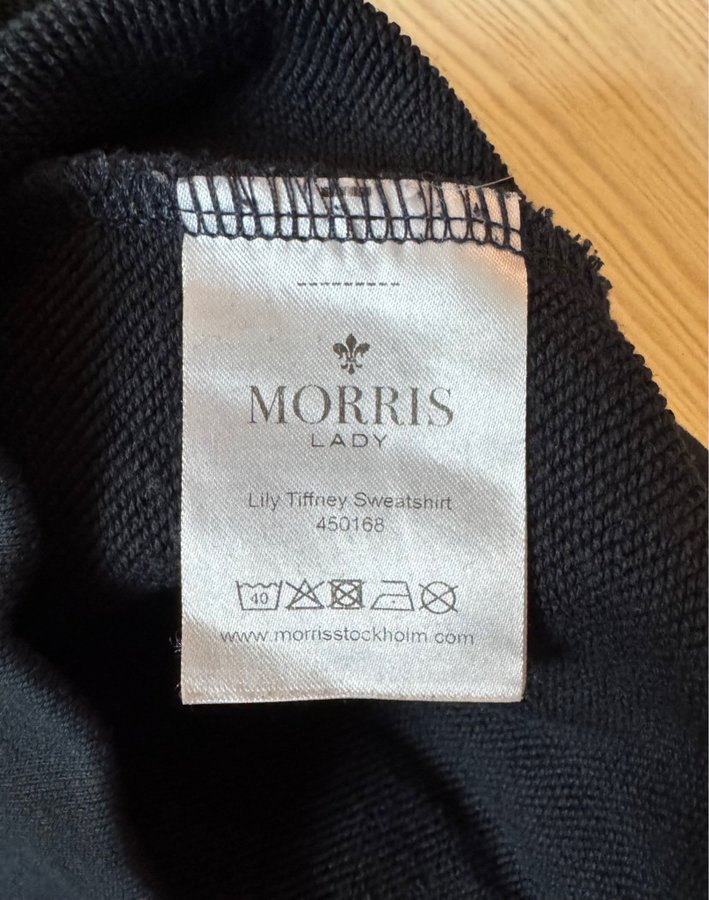 MORRIS
LADY
Lily Tiffney Sweatshirt
450168
40
www.morrisstockholm.com